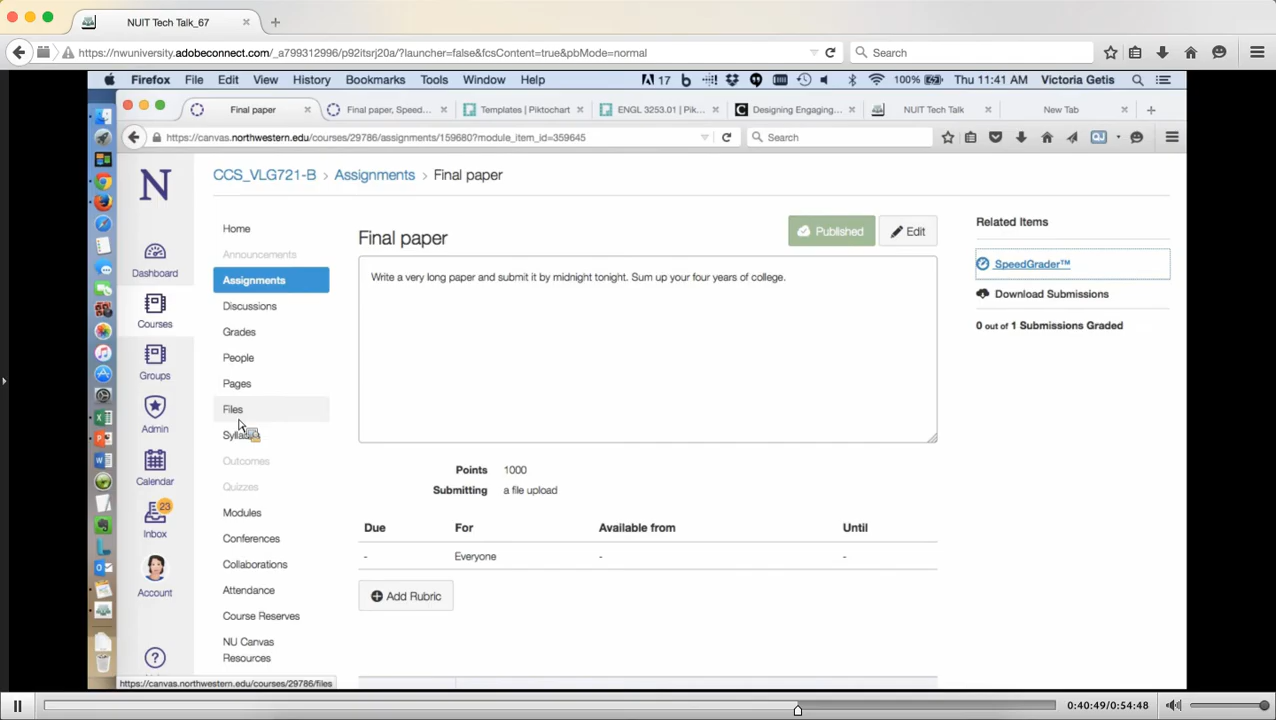 NUIT Tech Talk_67
https://nwuniversity.adobeconnect.com/_a799312996/p92itsrj20a/?launcher=false&fcsContent=true&pbMode=normal
Search
Firefox File Edit View History Bookmarks Tools Window Help
17
100%
Thu 11:41 AM Victoria Getis
Final paper
Final paper, Speed...
Templates | Piktochart
ENGL 3253.01 | Pik...
Designing Engaging...
NUIT Tech Talk
New Tab
https://canvas.northwestern.edu/courses/29786/assignments/159680?module_item_id=359645
Search
N
Dashboard
Courses
Groups
Admin
Calendar
23
Inbox
Account
CCS_VLG721-B > Assignments > Final paper
Home
Announcements
Assignments
Discussions
Grades
People
Pages
Files
Outcomes
Quizzes
Modules
Conferences
Collaborations
Attendance
Course Reserves
NU Canvas
Resources
Final paper
Published
Edit
Write a very long paper and submit it by midnight tonight. Sum up your four years of college.
Points 1000
Submitting a file upload
Due For Available from Until
- Everyone - -
Add Rubric
Related Items
SpeedGrader™
Download Submissions
0 out of 1 Submissions Graded
https://canvas.northwestern.edu/courses/29786/files
0:40:49/0:54:48